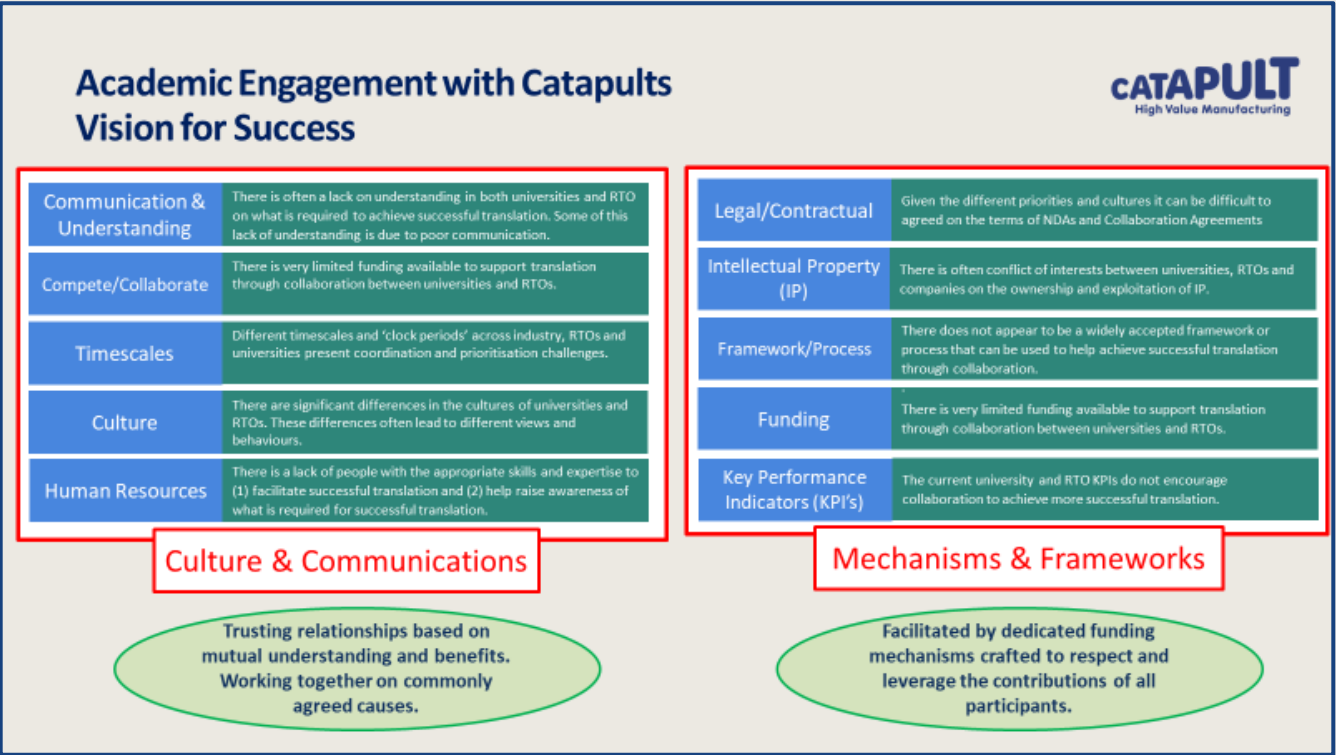 Academic Engagement with Catapults
Vision for Success
CATAPULT
High Value Manufacturing
Communication &
Understanding
There is often a lack on understanding in both universities and RTO
on what is required to achieve successful translation. Some of this
lack of understanding is due to poor communication.
Compete/Collaborate
There is very limited funding available to support translation
through collaboration between universities and RTOs.
Timescales
Different timescales and ‘clock periods’ across industry, RTOs and
universities present coordination and prioritisation challenges.
Culture
There are significant differences in the cultures of universities and
RTOs. These differences often lead to different views and
behaviours.
Human Resources
There is a lack of people with the appropriate skills and expertise to
(1) facilitate successful translation and (2) help raise awareness of
what is required for successful translation.
Culture & Communications
Trusting relationships based on
mutual understanding and benefits.
Working together on commonly
agreed causes.
Legal/Contractual
Given the different priorities and cultures it can be difficult to
agreed on the terms of NDAs and Collaboration Agreements
Intellectual Property
(IP)
There is often conflict of interests between universities, RTOs and
companies on the ownership and exploitation of IP.
Framework/Process
There does not appear to be a widely accepted framework or
process that can be used to help achieve successful translation
through collaboration.
Funding
There is very limited funding available to support translation
through collaboration between universities and RTOs.
Key Performance
Indicators (KPI’s)
The current university and RTO KPIs do not encourage
collaboration to achieve more successful translation.
Mechanisms & Frameworks
Facilitated by dedicated funding
mechanisms crafted to respect and
leverage the contributions of all
participants.